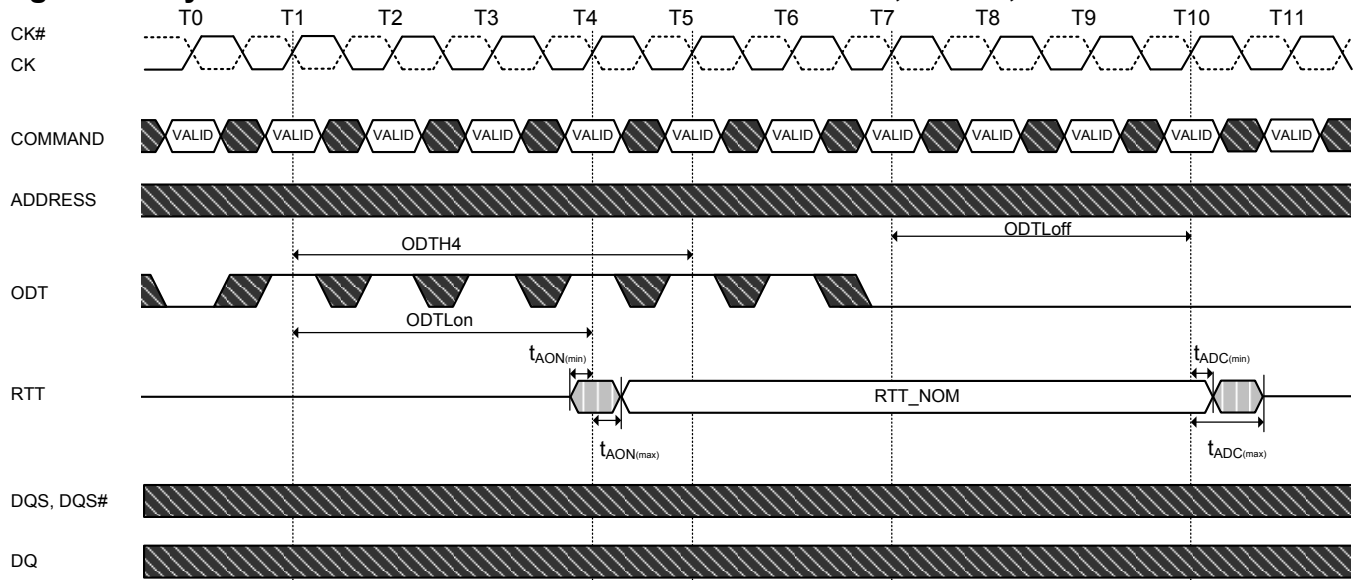 T0 T1 T2 T3 T4 T5 T6 T7 T8 T9 T10 T11
CK#
CK
COMMAND VALID VALID VALID VALID VALID VALID VALID VALID VALID VALID VALID VALID
ADDRESS
ODTLoff
ODTH4
ODT
ODTLon
tAON(min) tADC(min)
RTT RTT_NOM
tAON(max) tADC(max)
DQS, DQS#
DQ